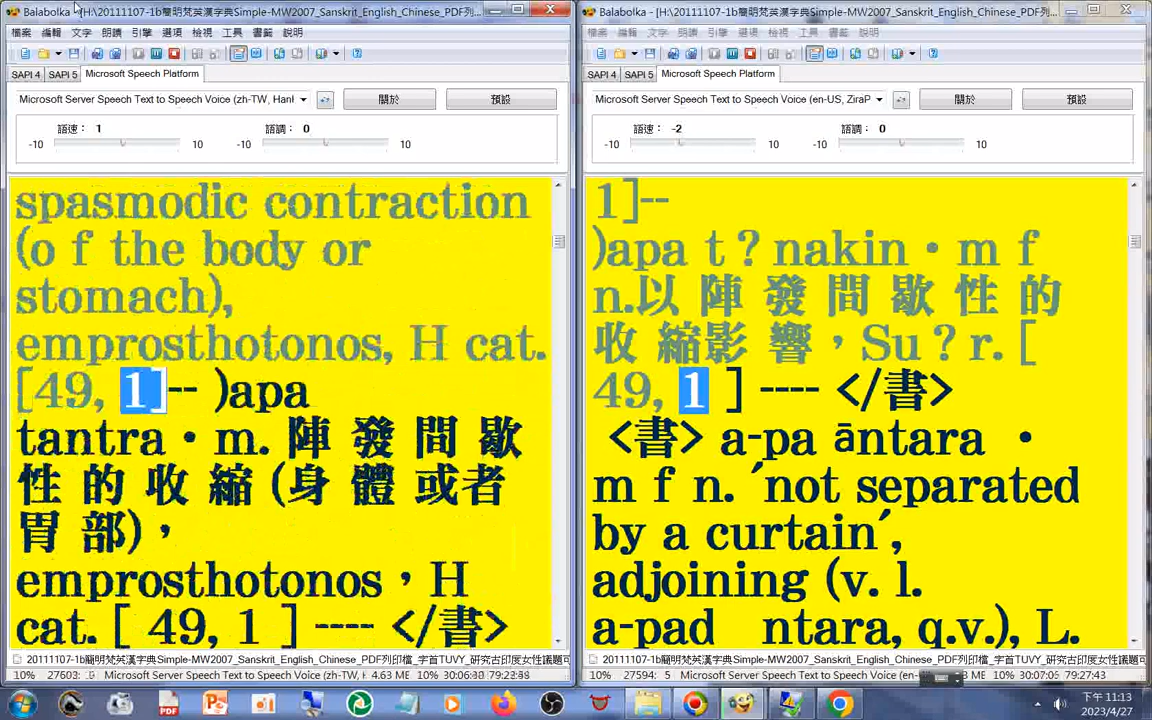 Balabolka - [H:\20111107-1b簡明梵英漢字典Simple-MW2007_Sanskrit_English_Chinese_PDF列...
檔案 編輯 文字 朗讀 引擎 選項 檢視 工具 書籤 說明
SAPI 4 SAPI 5 Microsoft Speech Platform
Microsoft Server Speech Text to Speech Voice (zh-TW, Hanl
關於 預設
語速： 1 語調： 0
-10 10 -10 10
spasmodic contraction
(o f the body or
stomach),
emprosthotonos, H cat.
[49, 1]-- )apa
tantra・m. 陣 發 間 歇
性 的 收 縮 (身 體 或者
胃 部)，
emprosthotonos，H
cat. [ 49, 1 ] ---- </書>
20111107-1b簡明梵英漢字典Simple-MW2007_Sanskrit_English_Chinese_PDF列印檔_字首TUVY_研究古印度女性議題可
10% Microsoft Server Speech Text to Speech Voice (zh-TW, H 4.63 MB 10%
Balabolka - [H:\20111107-1b簡明梵英漢字典Simple-MW2007_Sanskrit_English_Chinese_PDF列...
檔案 編輯 文字 朗讀 引擎 選項 檢視 工具 書籤 說明
SAPI 4 SAPI 5 Microsoft Speech Platform
Microsoft Server Speech Text to Speech Voice (en-US, ZiraP
關於 預設
語速： -2 語調： 0
-10 10 -10 10
1]--
)apa t？nakin・m f
n.以 陣 發 間 歇 性 的
收 縮影 響，Su？r. [
49, 1 ] ---- </書>
<書> a-pa āntara ・
m f n. ´not separated
by a curtain´,
adjoining (v. l.
a-pad ntara, q.v.), L.
20111107-1b簡明梵英漢字典Simple-MW2007_Sanskrit_English_Chinese_PDF列印檔_字首TUVY_研究古印度女性議題可
10% Microsoft Server Speech Text to Speech Voice 79:27:43
下午 11:13
2023/4/27